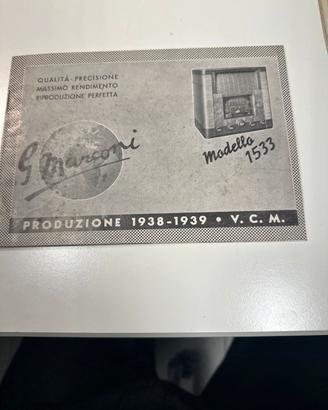 QUALITÀ-PRECISIONE
MASSIMO RENDIMENTO
RIPRODUZIONE PERFETTA
G Marconi
Modello
1533
PRODUZIONE 1938-1939 • V. C. M.